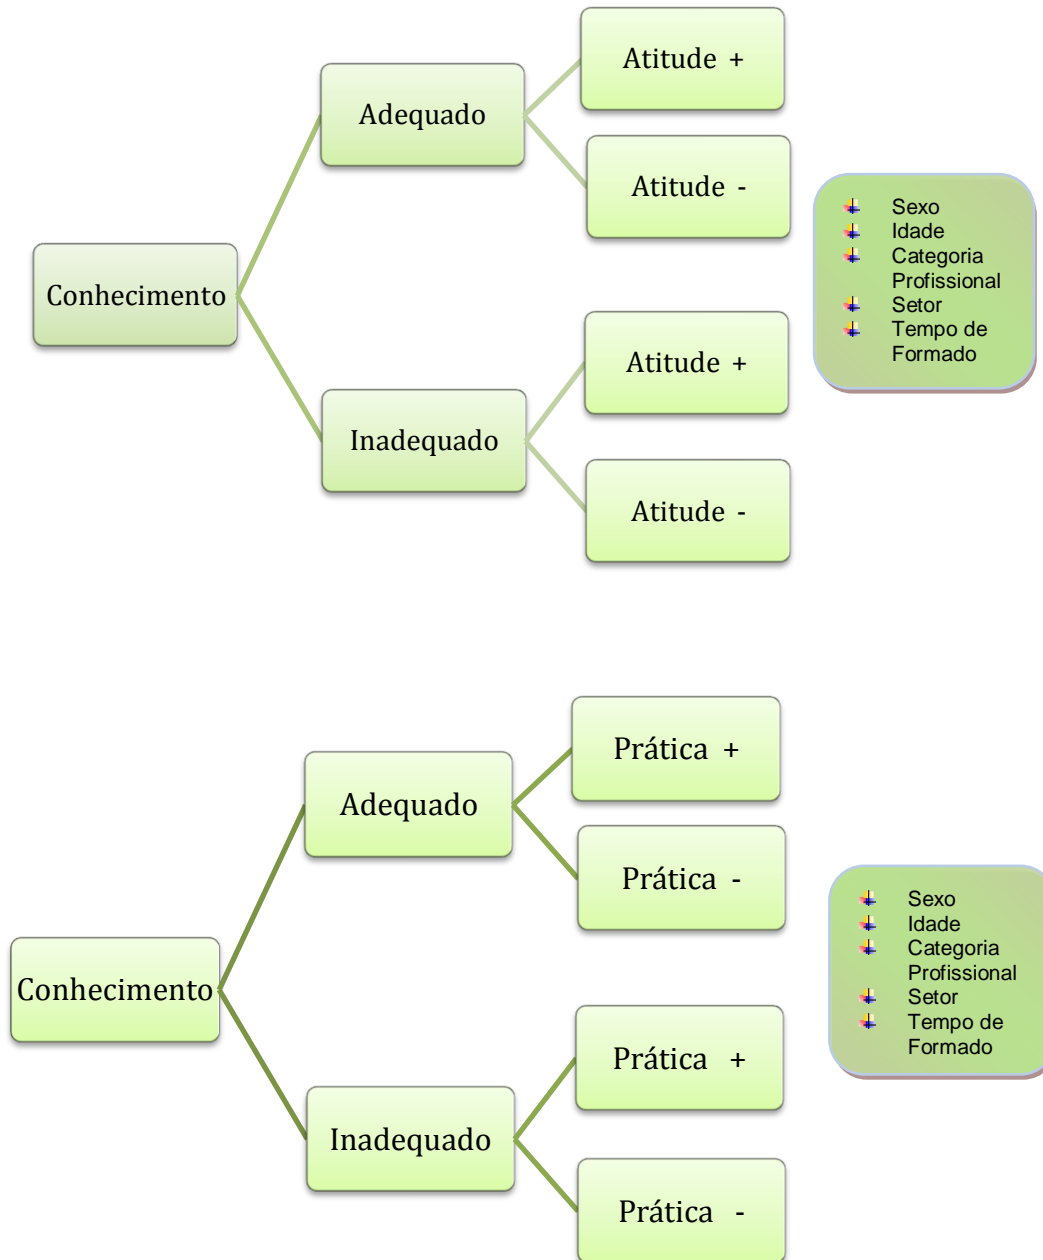 Atitude +
Adequado
Atitude -
Conhecimento
Atitude +
Inadequado
Atitude -
Sexo
Idade
Categoria
Profissional
Setor
Tempo de
Formado
Prática +
Adequado
Prática -
Conhecimento
Prática +
Inadequado
Prática -
Sexo
Idade
Categoria
Profissional
Setor
Tempo de
Formado